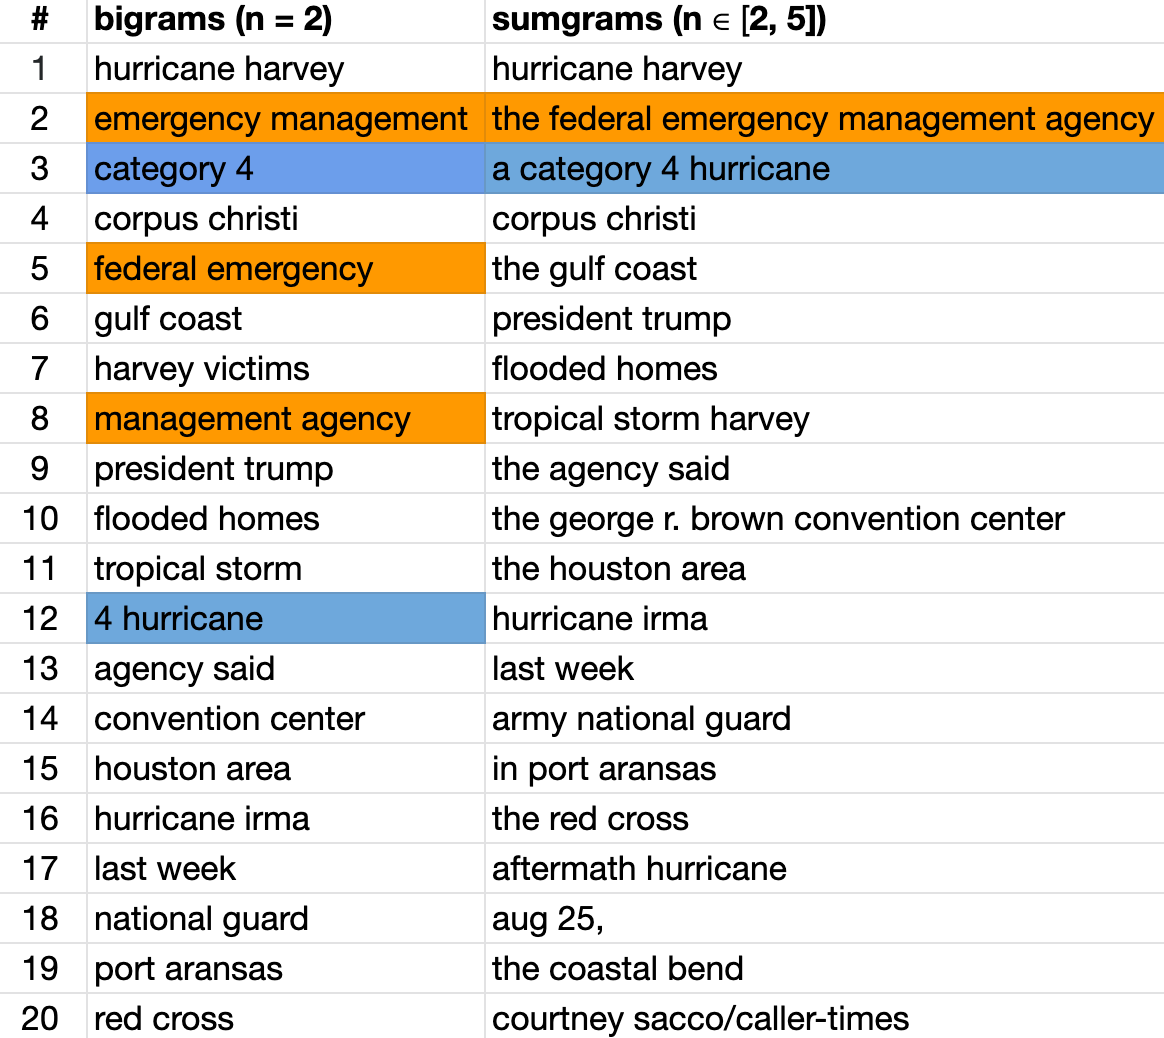 # bigrams (n = 2) sumgrams (n ∈ [2, 5])
1 hurricane harvey hurricane harvey
2 emergency management the federal emergency management agency
3 category 4 a category 4 hurricane
4 corpus christi corpus christi
5 federal emergency the gulf coast
6 gulf coast president trump
7 harvey victims flooded homes
8 management agency tropical storm harvey
9 president trump the agency said
10 flooded homes the george r. brown convention center
11 tropical storm the houston area
12 4 hurricane hurricane irma
13 agency said last week
14 convention center army national guard
15 houston area in port aransas
16 hurricane irma the red cross
17 last week aftermath hurricane
18 national guard aug 25,
19 port aransas the coastal bend
20 red cross courtney sacco/caller-times